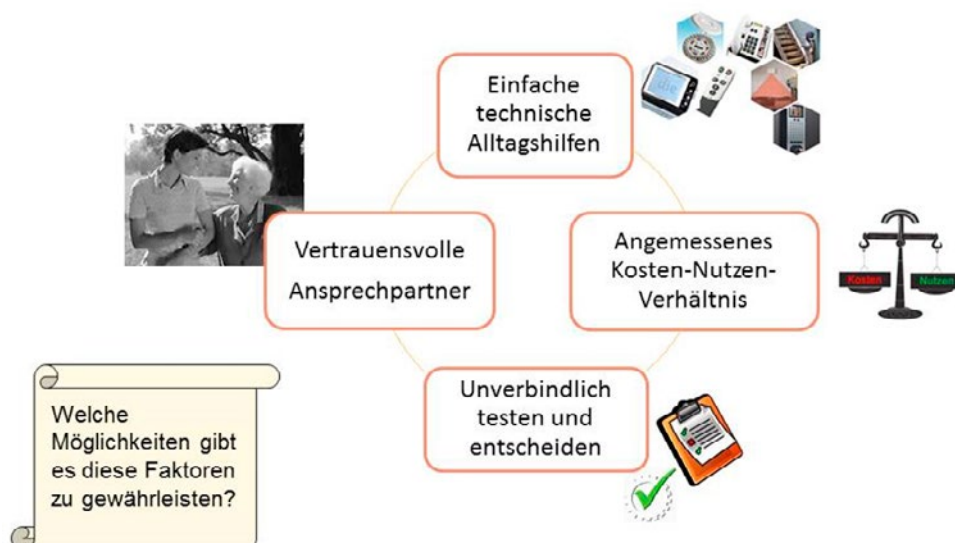 Einfache
technische
Alltagshilfen
Vertrauensvolle
Ansprechpartner
Angemessenes
Kosten-Nutzen-
Verhältnis
Kosten
Nutzen
Unverbindlich
testen und
entscheiden
Welche
Möglichkeiten gibt
es diese Faktoren
zu gewährleisten?